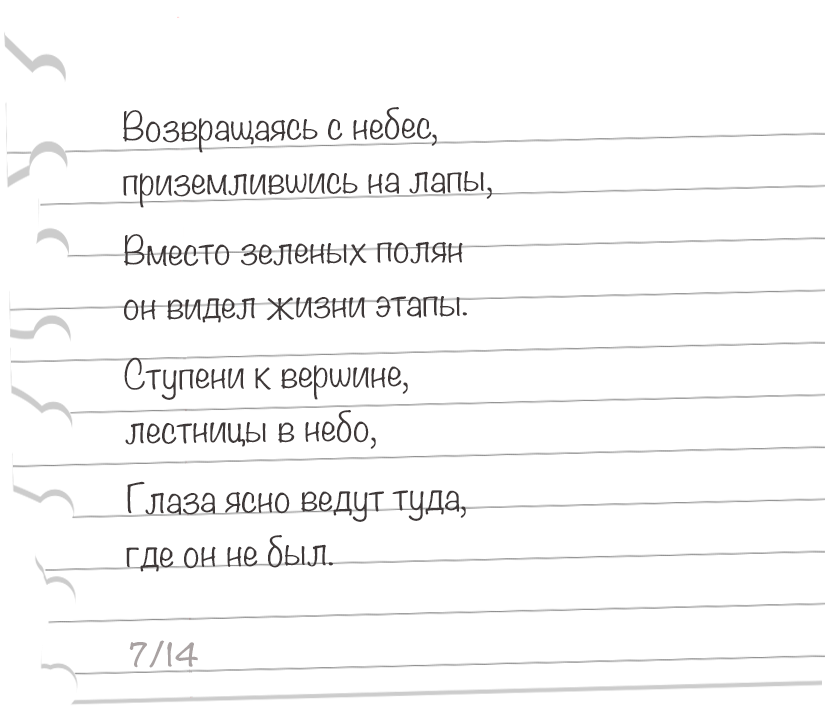 Возвращаясь с небес,
приземлившись на лапы,
Вместо зеленых полян
он видел жизни этапы.
Ступени к вершине,
лестницы в небо,
Глаза ясно ведут туда,
где он не был.
7/14